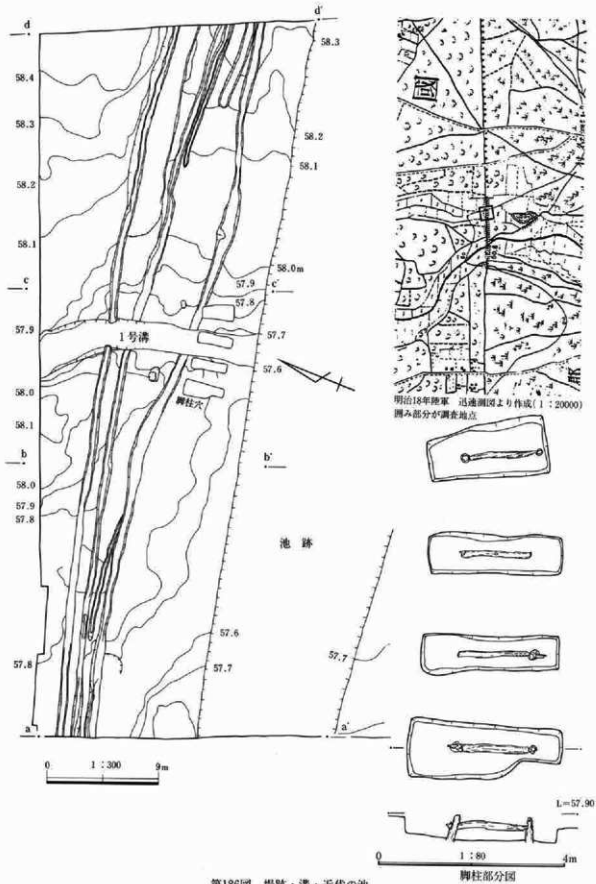 d
d'
58.3
58.4
58.3
58.2
58.2
58.1
58.1
58.0m
c
57.9
c'
57.8
57.9
57.7
1号溝
57.6
58.0
脚柱穴
58.1
b
b'
58.0
57.9
57.8
池跡
57.6
57.8
57.7
57.7
a
a'
0 1:300 9m
國
明治18年陸軍 迅速測図より作成(1:20000)
囲み部分が調査地点
L=57.90
0 1:80 4m
脚柱部分図